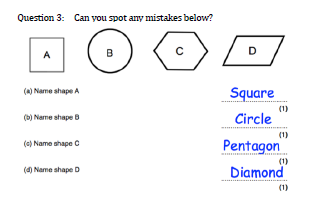 Question 3: Can you spot any mistakes below?
A B C D
(a) Name shape A Square
(1)
(b) Name shape B Circle
(1)
(c) Name shape C Pentagon
(1)
(d) Name shape D Diamond
(1)